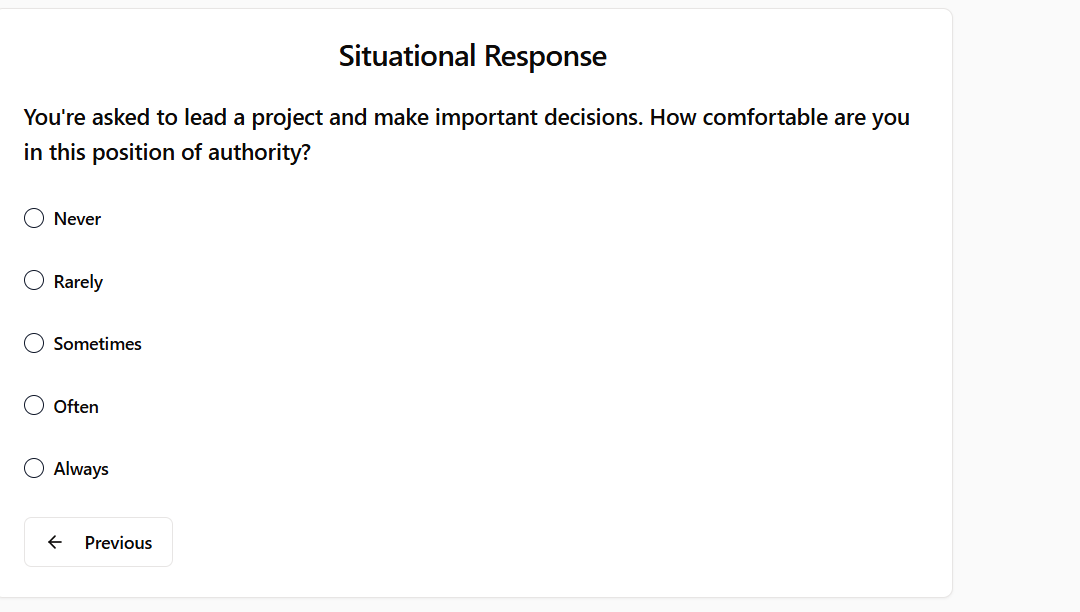 Situational Response
You're asked to lead a project and make important decisions. How comfortable are you
in this position of authority?
Never
Rarely
Sometimes
Often
Always
Previous